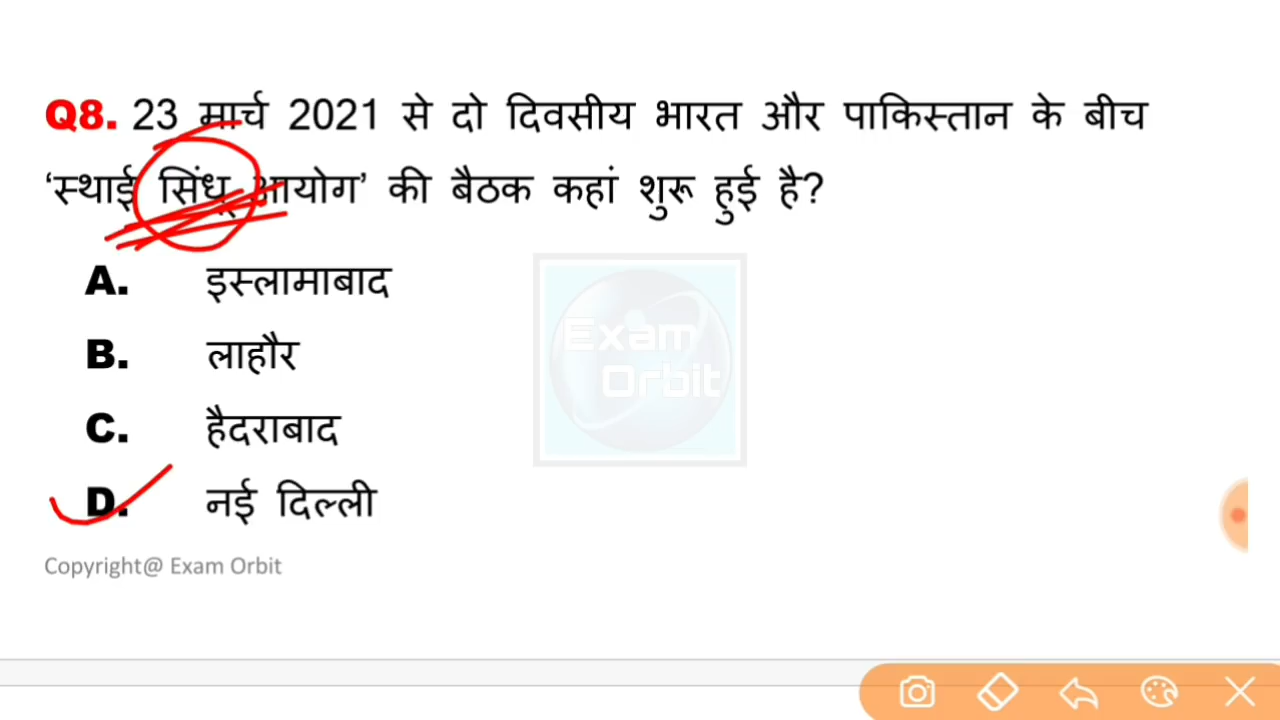 Q8. 23 मार्च 2021 से दो दिवसीय भारत और पाकिस्तान के बीच
‘स्थाई सिंधु आयोग’ की बैठक कहां शुरू हुई है?
A. इस्लामाबाद
B. लाहौर
C. हैदराबाद
D. नई दिल्ली
Exam
Orbit
Copyright@ Exam Orbit